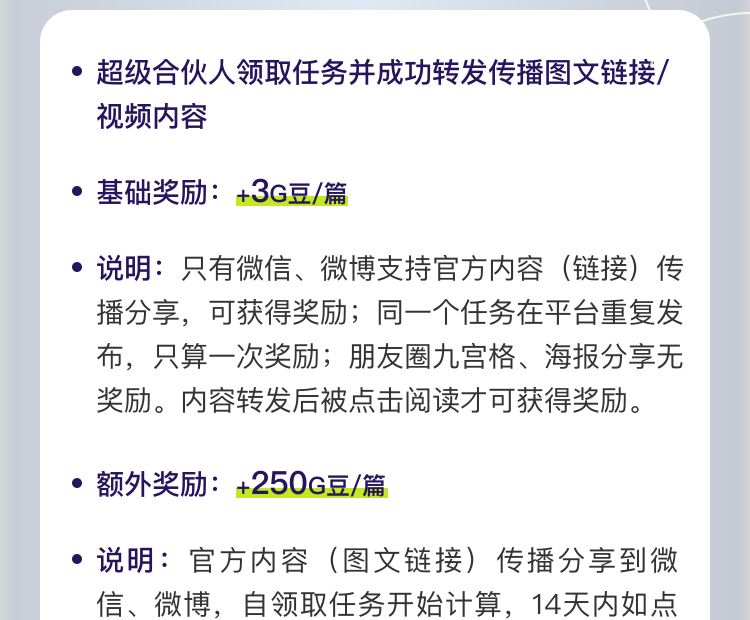 • 超级合伙人领取任务并成功转发传播图文链接/
视频内容
• 基础奖励：+3G豆/篇
• 说明：只有微信、微博支持官方内容（链接）传
播分享，可获得奖励；同一个任务在平台重复发
布，只算一次奖励；朋友圈九宫格、海报分享无
奖励。内容转发后被点击阅读才可获得奖励。
• 额外奖励：+250G豆/篇
• 说明：官方内容（图文链接）传播分享到微
信、微博，自领取任务开始计算，14天内如点